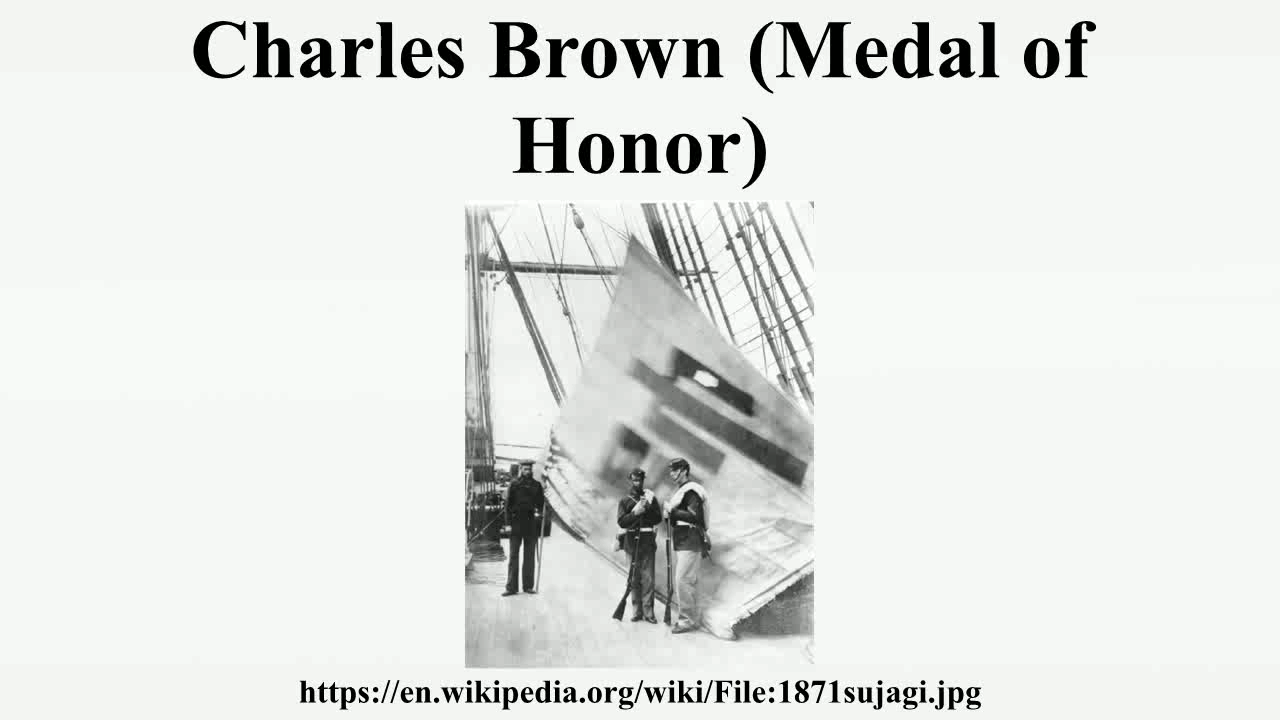 Charles Brown (Medal of
Honor)
https://en.wikipedia.org/wiki/File:1871sujagi.jpg